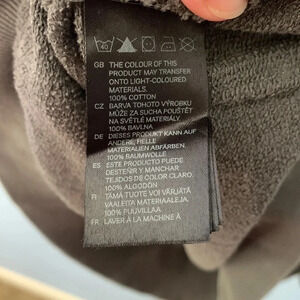 40
GB THE COLOUR OF THIS
PRODUCT MAY TRANSFER
ONTO LIGHT-COLOURED
MATERIALS.
100% COTTON
CZ BARVA TOHOTO VÝROBKU
MŮŽE ZA SUCHA POUŠTĚT
NA SVĚTLÉ MATERIÁLY
100% BAVLNA
DE DIESES PRODUKT KANN AUF
ANDERE, HELLE
MATERIALIEN ABFÄRBEN.
100% BAUMWOLLE
ES ESTE PRODUCTO PUEDE
DESTEÑIR Y MANCHAR
TEJIDOS DE COLOR CLARO.
100% ALGODÓN
FI TÄMÄ TUOTE VOI VÄRJÄTÄ
VAALEITA MATERIAALEJA.
100% PUUVILLAA
FR LAVER À LA MACHINE À